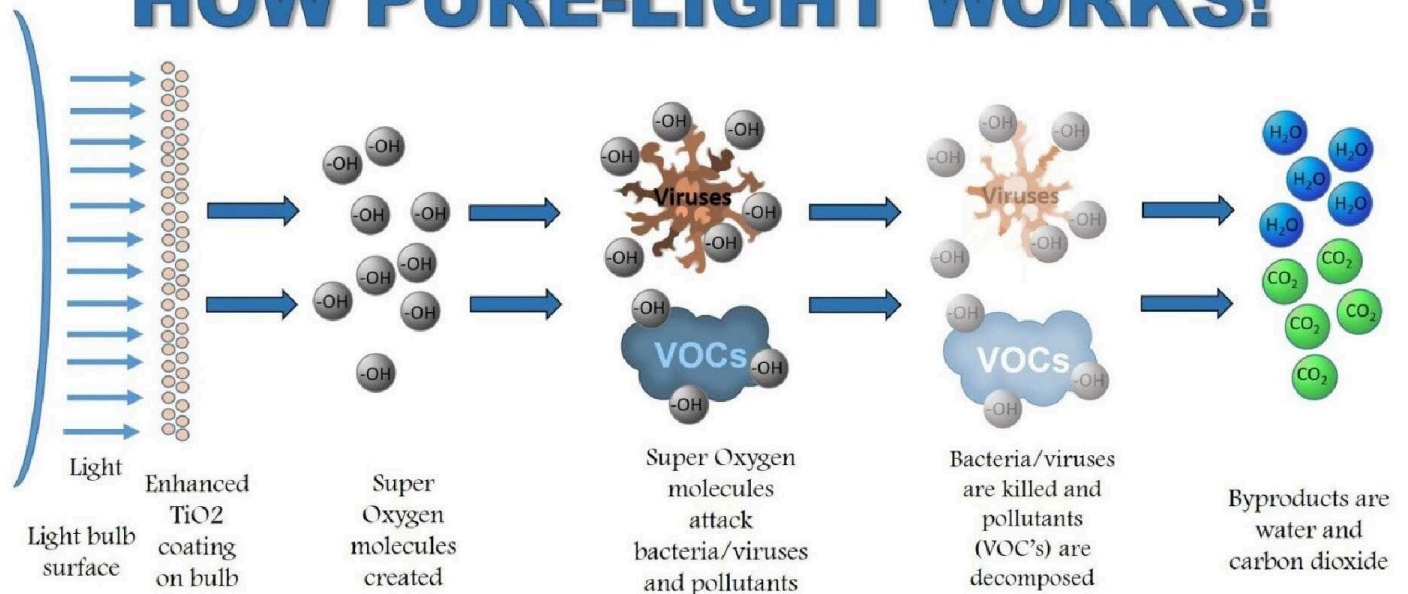 HOW PURE-LIGHT WORKS!
-OH
-OH
-OH
-OH
-OH
-OH
-OH
-OH
-OH
-OH
-OH
-OH
Viruses
-OH
-OH
-OH
-OH
VOCs
-OH
-OH
-OH
-OH
-OH
Viruses
-OH
-OH
-OH
-OH
VOCs
-OH
-OH
H₂O
H₂O
H₂O
H₂O
H₂O
CO₂
CO₂
CO₂
CO₂
CO₂
Light
Light bulb
surface
Enhanced
TiO2
coating
on bulb
Super
Oxygen
molecules
created
Super Oxygen
molecules
attack
bacteria/viruses
and pollutants
Bacteria/viruses
are killed and
pollutants
(VOC's) are
decomposed
Byproducts are
water and
carbon dioxide